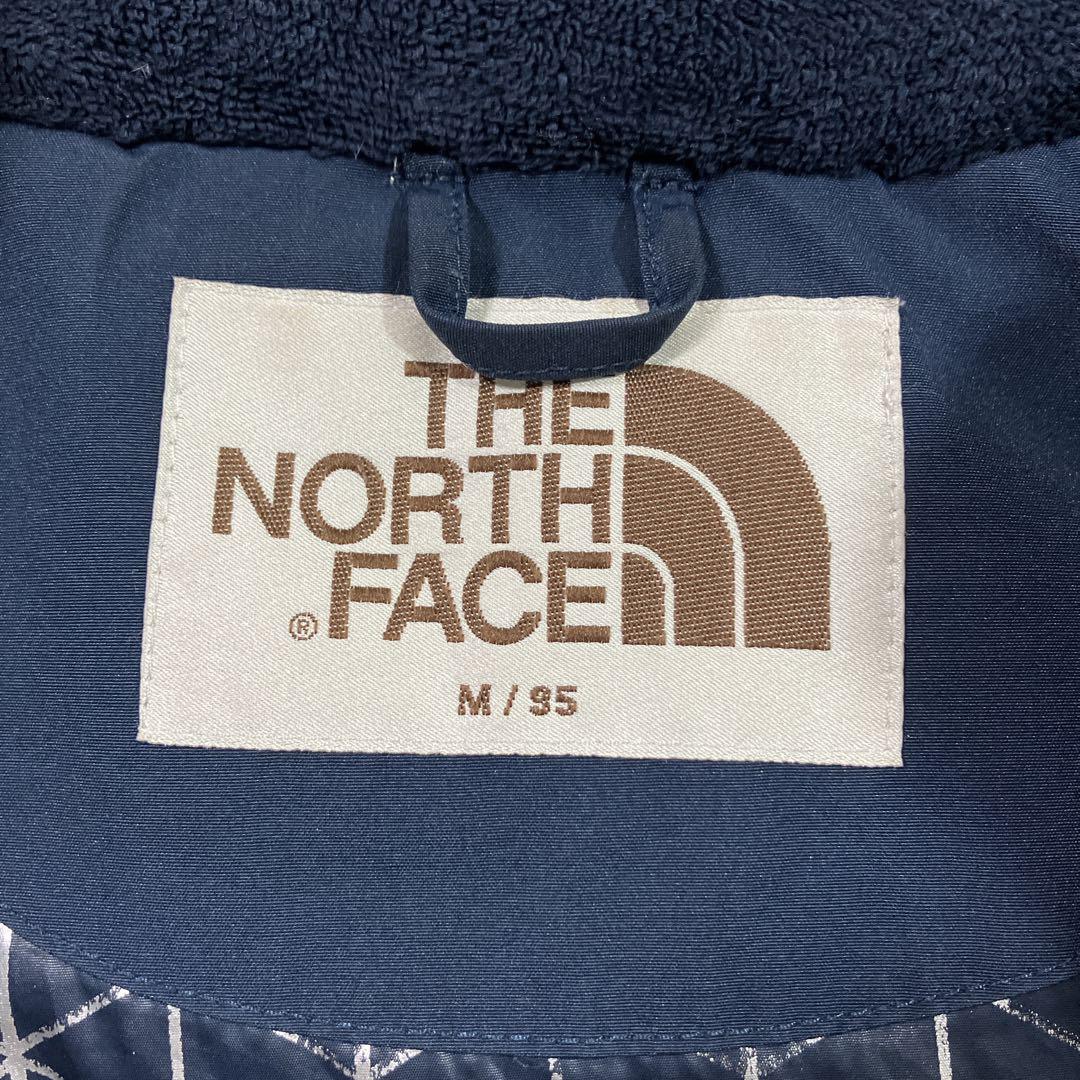 THE
NORTH
® FACE
M / 95